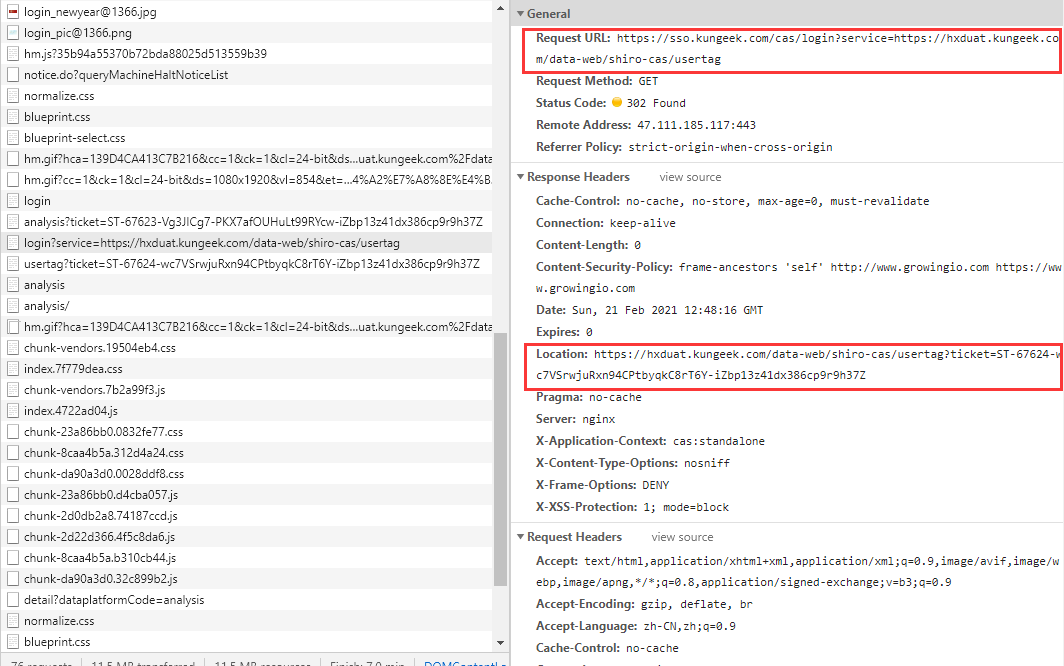 login_newyear@1366.jpg
login_pic@1366.png
hm.js?35b94a55370b72bda88025d513559b39
notice.do?queryMachineHaltNoticeList
normalize.css
blueprint.css
blueprint-select.css
hm.gif?hca=139D4CA413C7B216&cc=1&ck=1&cl=24-bit&ds...uat.kungeek.com%2Fdata
hm.gif?cc=1&ck=1&cl=24-bit&ds=1080x1920&vl=854&et=...4%A2%E7%A8%8E%E4%B.
login
analysis?ticket=ST-67623-Vg3JICg7-PKX7afOUHuLt99RYcw-iZbp13z41dx386cp9r9h37Z
login?service=https://hxduat.kungeek.com/data-web/shiro-cas/usertag
usertag?ticket=ST-67624-wc7VSrwjuRxn94CPtbyqkC8rT6Y-iZbp13z41dx386cp9r9h37Z
analysis
analysis/
hm.gif?hca=139D4CA413C7B216&cc=1&ck=1&cl=24-bit&ds...uat.kungeek.com%2Fdata
chunk-vendors.19504eb4.css
index.7f779dea.css
chunk-vendors.7b2a99f3.js
index.4722ad04.js
chunk-23a86bb0.0832fe77.css
chunk-8caa4b5a.312d4a24.css
chunk-da90a3d0.0028ddf8.css
chunk-23a86bb0.d4cba057.js
chunk-2d0db2a8.74187ccd.js
chunk-2d22d366.4f5c8da6.js
chunk-8caa4b5a.b310cb44.js
chunk-da90a3d0.32c899b2.js
detail?dataplatformCode=analysis
normalize.css
blueprint.css
76 requests 11.5 MB transferred 11.5 MB resources Finish: 7.0 min
General
Request URL: https://sso.kungeek.com/cas/login?service=https://hxduat.kungeek.co
m/data-web/shiro-cas/usertag
Request Method: GET
Status Code: 302 Found
Remote Address: 47.111.185.117:443
Referrer Policy: strict-origin-when-cross-origin
Response Headers view source
Cache-Control: no-cache, no-store, max-age=0, must-revalidate
Connection: keep-alive
Content-Length: 0
Content-Security-Policy: frame-ancestors 'self' http://www.growingio.com https://ww
w.growingio.com
Date: Sun, 21 Feb 2021 12:48:16 GMT
Expires: 0
Location: https://hxduat.kungeek.com/data-web/shiro-cas/usertag?ticket=ST-67624-w
c7VSrwjuRxn94CPtbyqkC8rT6Y-iZbp13z41dx386cp9r9h37Z
Pragma: no-cache
Server: nginx
X-Application-Context: cas:standalone
X-Content-Type-Options: nosniff
X-Frame-Options: DENY
X-XSS-Protection: 1; mode=block
Request Headers view source
Accept: text/html,application/xhtml+xml,application/xml;q=0.9,image/avif,image/w
ebp,image/apng,*/*;q=0.8,application/signed-exchange;v=b3;q=0.9
Accept-Encoding: gzip, deflate, br
Accept-Language: zh-CN,zh;q=0.9
Cache-Control: no-cache